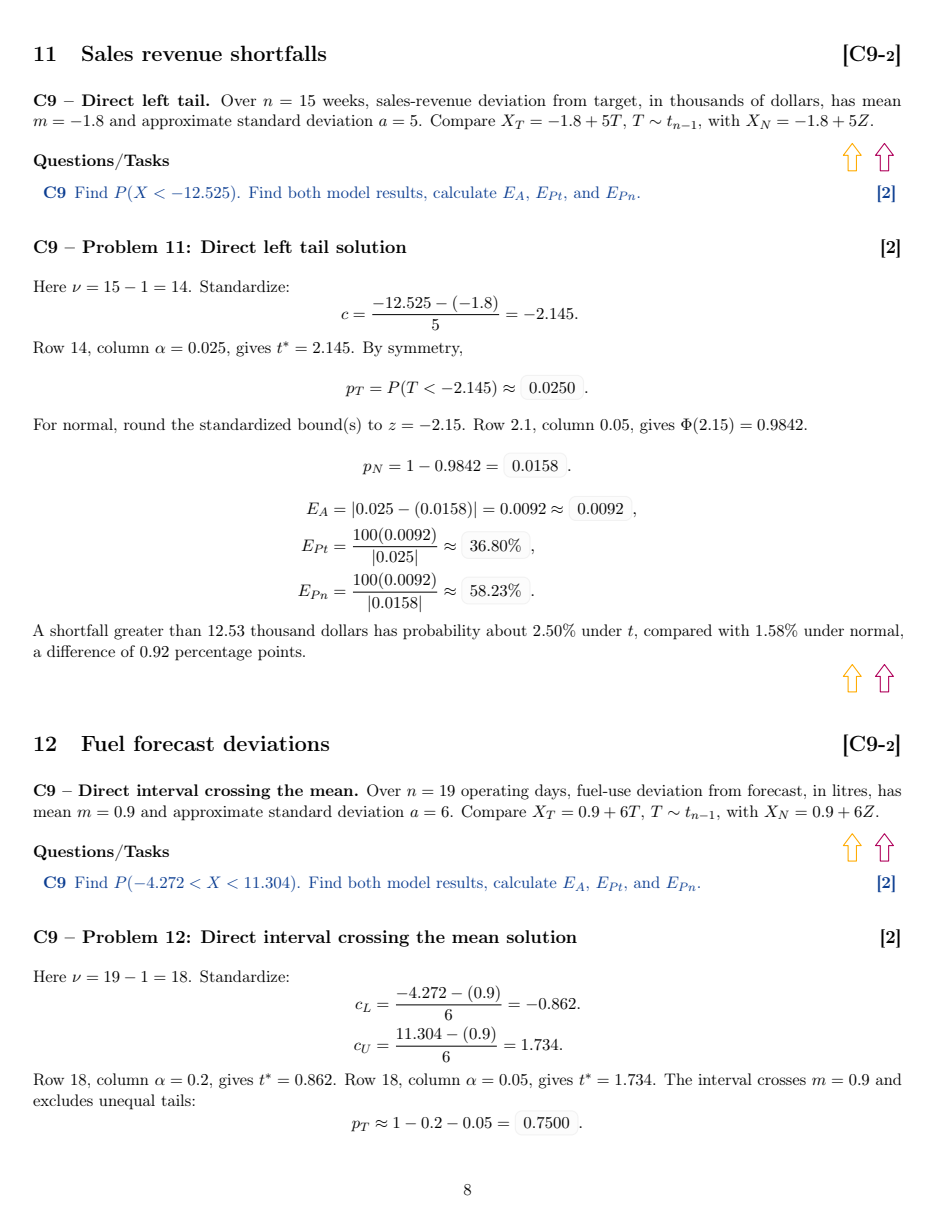 11 Sales revenue shortfalls [C9-2]
C9 – Direct left tail. Over n = 15 weeks, sales-revenue deviation from target, in thousands of dollars, has mean
m = −1.8 and approximate standard deviation a = 5. Compare X_T = −1.8 + 5T, T ∼ t_{n−1}, with X_N = −1.8 + 5Z.
Questions/Tasks
C9 Find P(X < −12.525). Find both model results, calculate E_A, E_{Pt}, and E_{Pn}. [2]
C9 – Problem 11: Direct left tail solution [2]
Here ν = 15 − 1 = 14. Standardize:
c = \frac{−12.525 − (−1.8)}{5} = −2.145.
Row 14, column α = 0.025, gives t* = 2.145. By symmetry,
p_T = P(T < −2.145) ≈ 0.0250 .
For normal, round the standardized bound(s) to z = −2.15. Row 2.1, column 0.05, gives Φ(2.15) = 0.9842.
p_N = 1 − 0.9842 = 0.0158 .
E_A = |0.025 − (0.0158)| = 0.0092 ≈ 0.0092 ,
E_{Pt} = \frac{100(0.0092)}{|0.025|} ≈ 36.80% ,
E_{Pn} = \frac{100(0.0092)}{|0.0158|} ≈ 58.23% .
A shortfall greater than 12.53 thousand dollars has probability about 2.50% under t, compared with 1.58% under normal,
a difference of 0.92 percentage points.
12 Fuel forecast deviations [C9-2]
C9 – Direct interval crossing the mean. Over n = 19 operating days, fuel-use deviation from forecast, in litres, has
mean m = 0.9 and approximate standard deviation a = 6. Compare X_T = 0.9 + 6T, T ∼ t_{n−1}, with X_N = 0.9 + 6Z.
Questions/Tasks
C9 Find P(−4.272 < X < 11.304). Find both model results, calculate E_A, E_{Pt}, and E_{Pn}. [2]
C9 – Problem 12: Direct interval crossing the mean solution [2]
Here ν = 19 − 1 = 18. Standardize:
c_L = \frac{−4.272 − (0.9)}{6} = −0.862.
c_U = \frac{11.304 − (0.9)}{6} = 1.734.
Row 18, column α = 0.2, gives t* = 0.862. Row 18, column α = 0.05, gives t* = 1.734. The interval crosses m = 0.9 and
excludes unequal tails:
p_T ≈ 1 − 0.2 − 0.05 = 0.7500 .
8